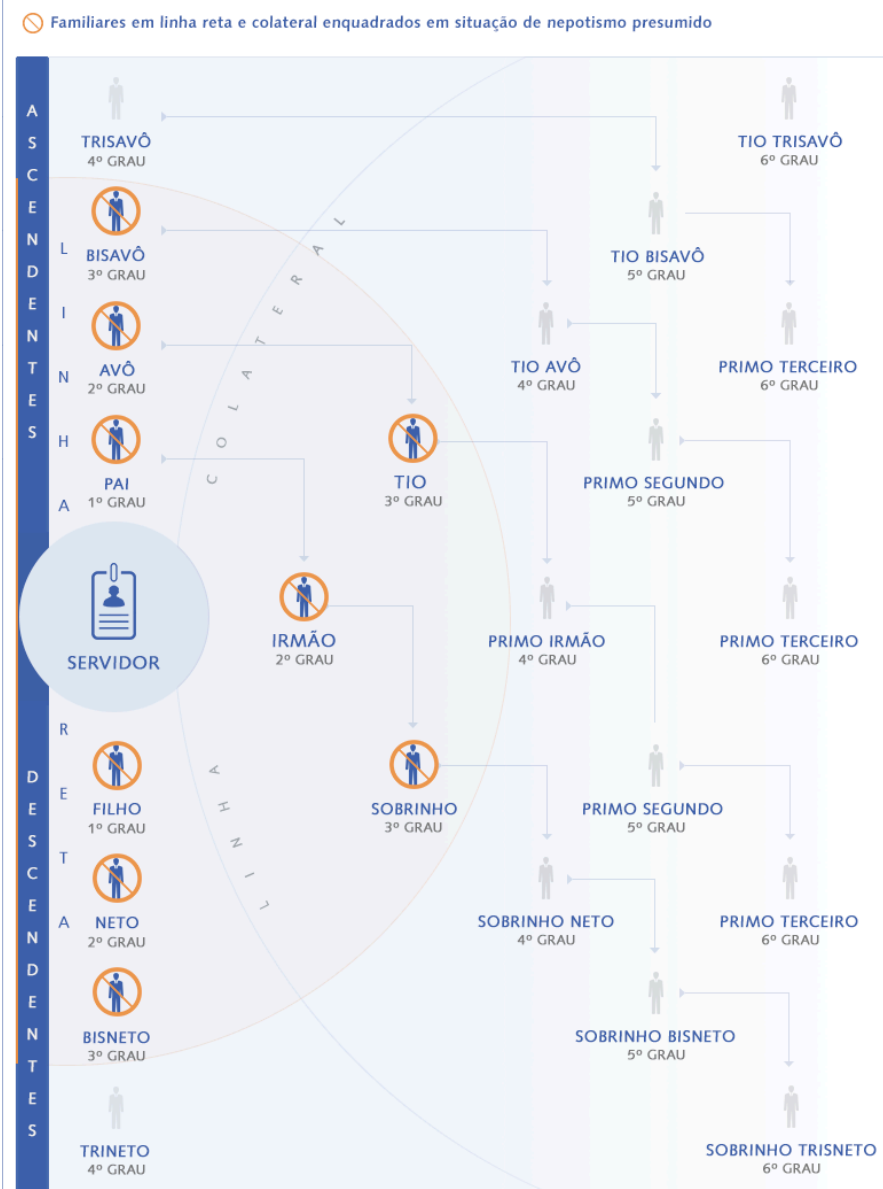 Familiares em linha reta e colateral enquadrados em situação de nepotismo presumido
ASCENDENTES
DESCENDENTES
LINHA RETA
LINHA COLATERAL
TRISAVÔ
4º GRAU
TIO TRISAVÔ
6º GRAU
BISAVÔ
3º GRAU
TIO BISAVÔ
5º GRAU
AVÔ
2º GRAU
TIO AVÔ
4º GRAU
PRIMO TERCEIRO
6º GRAU
PAI
1º GRAU
TIO
3º GRAU
PRIMO SEGUNDO
5º GRAU
SERVIDOR
IRMÃO
2º GRAU
PRIMO IRMÃO
4º GRAU
PRIMO TERCEIRO
6º GRAU
FILHO
1º GRAU
SOBRINHO
3º GRAU
PRIMO SEGUNDO
5º GRAU
NETO
2º GRAU
SOBRINHO NETO
4º GRAU
PRIMO TERCEIRO
6º GRAU
BISNETO
3º GRAU
SOBRINHO BISNETO
5º GRAU
TRINETO
4º GRAU
SOBRINHO TRISNETO
6º GRAU